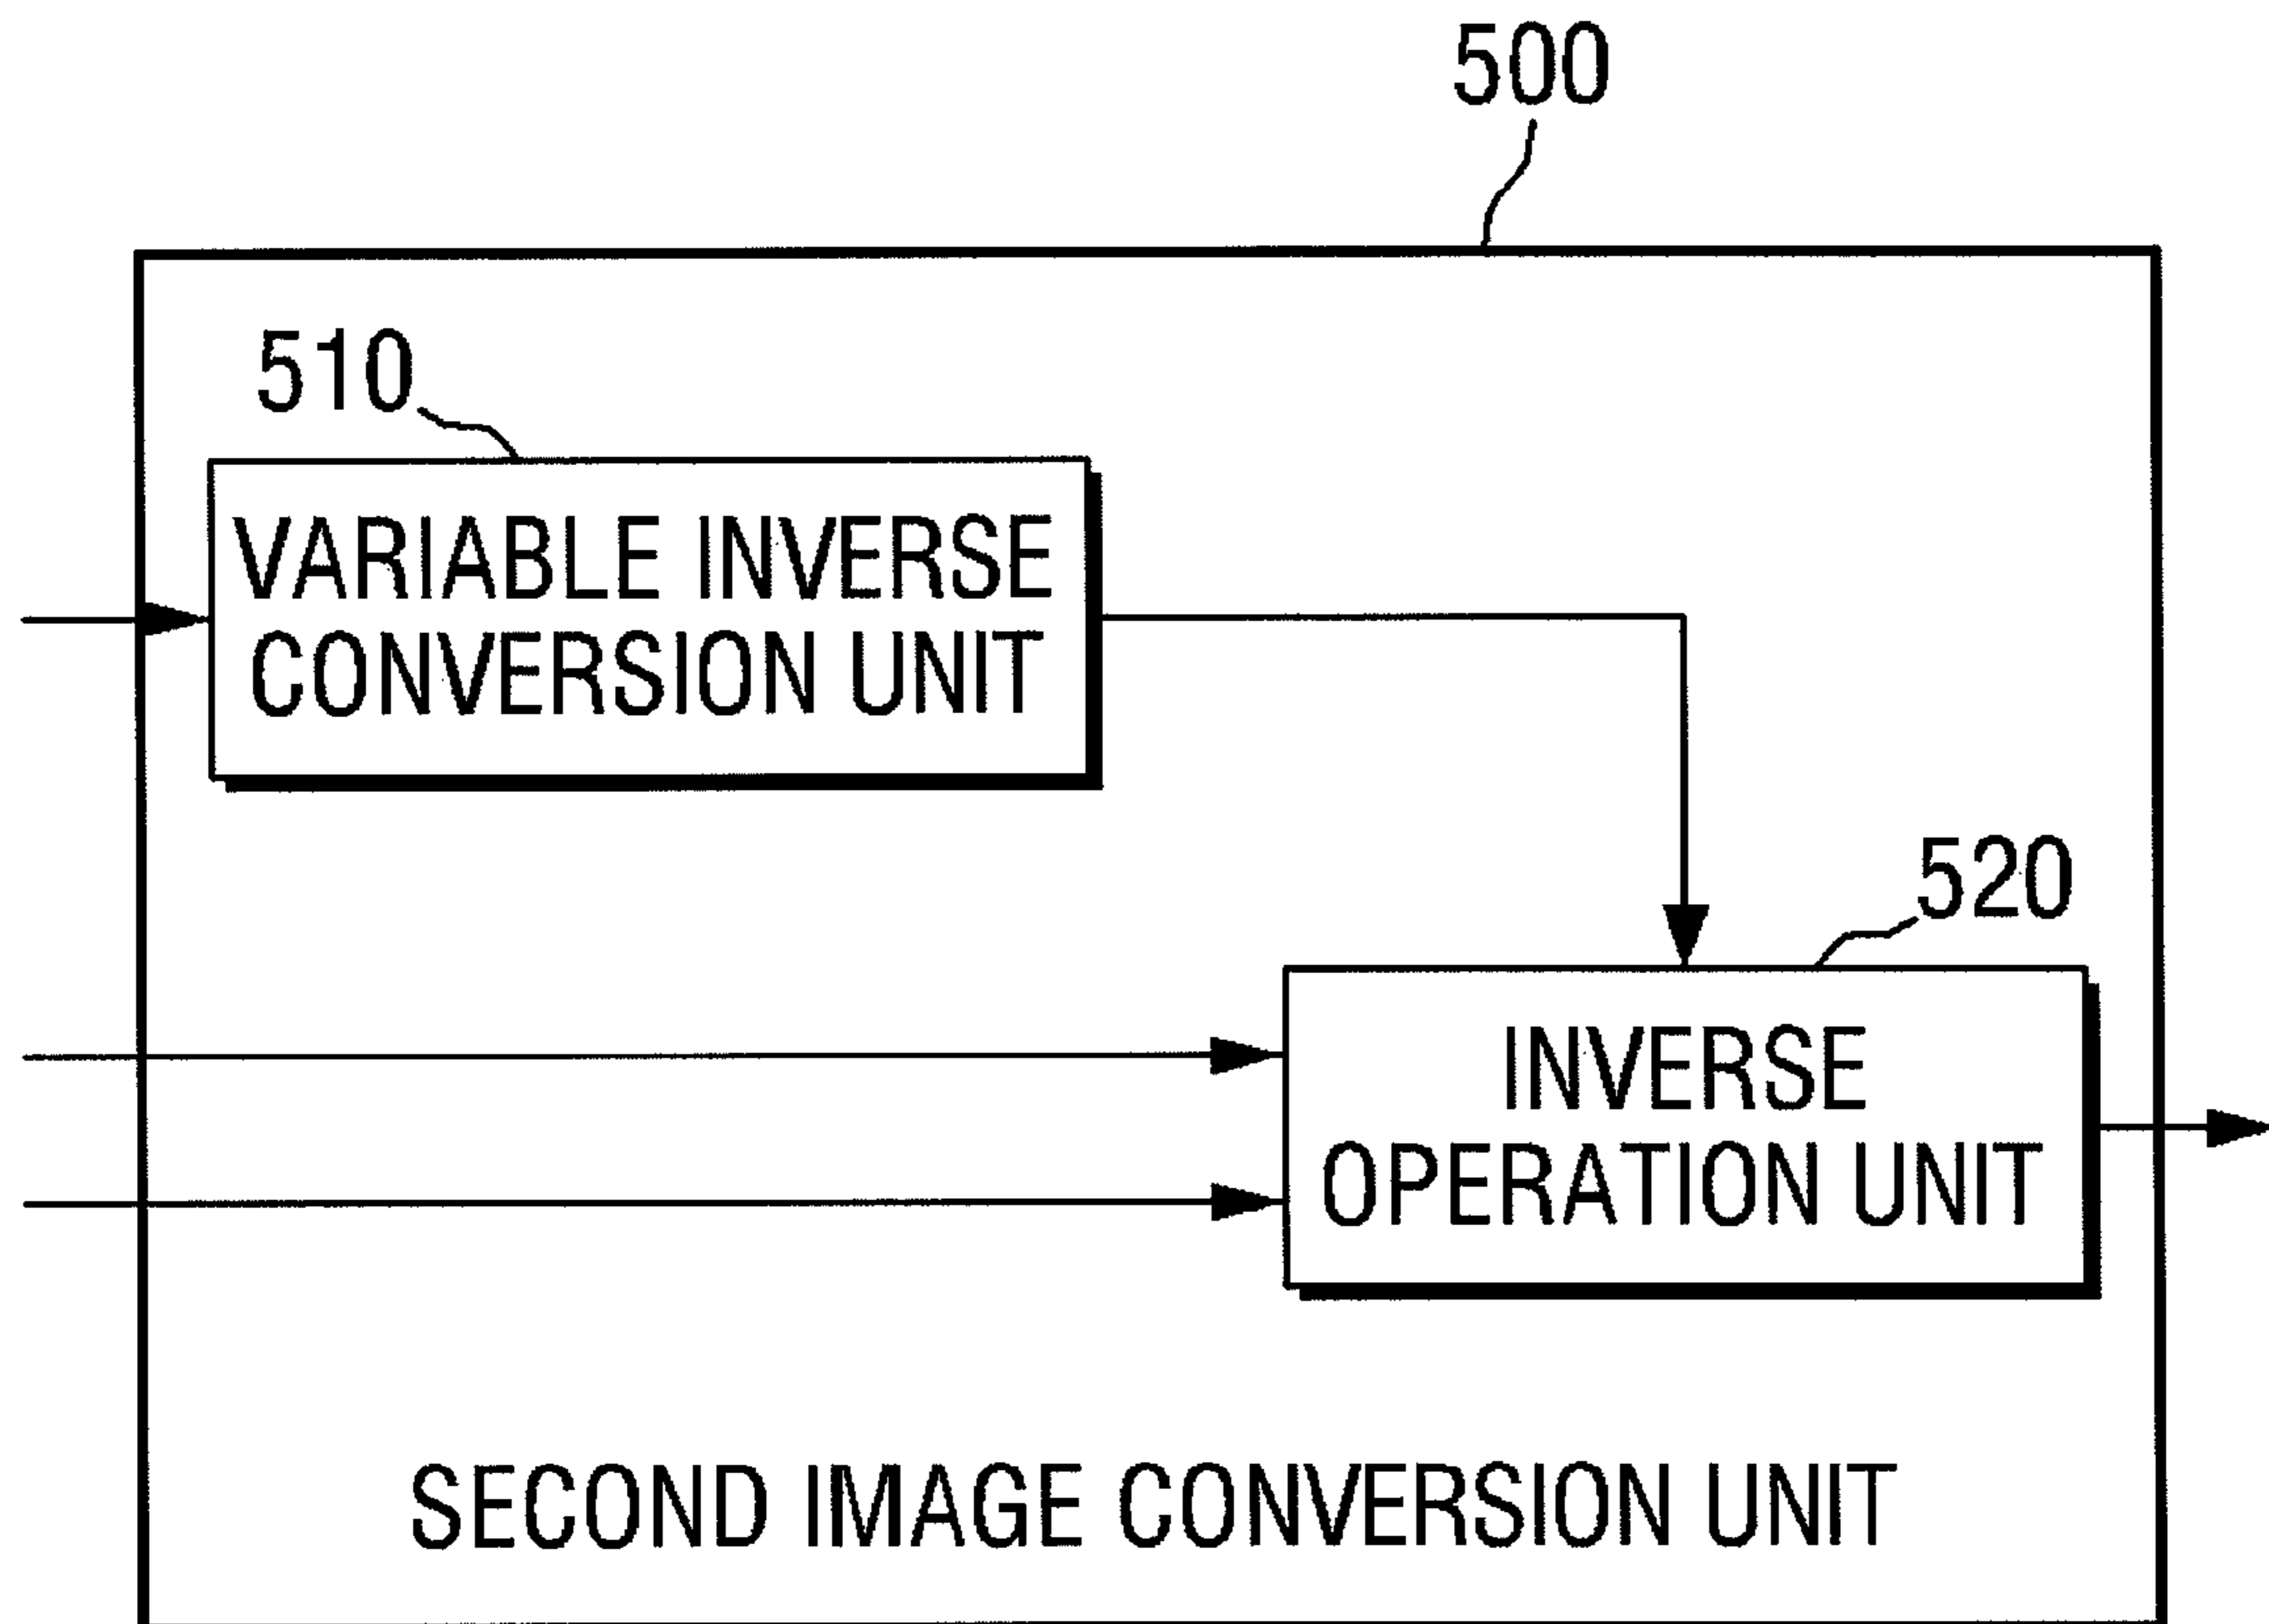 500
510
VARIABLE INVERSE
CONVERSION UNIT
520
INVERSE
OPERATION UNIT
SECOND IMAGE CONVERSION UNIT